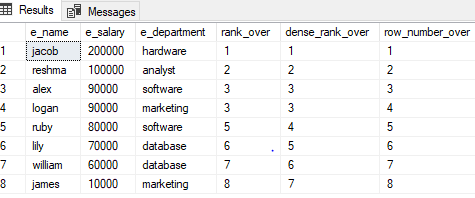 Results Messages
e_name e_salary e_department rank_over dense_rank_over row_number_over
1 jacob 200000 hardware 1 1 1
2 reshma 100000 analyst 2 2 2
3 alex 90000 software 3 3 3
4 logan 90000 marketing 3 3 4
5 ruby 80000 software 5 4 5
6 lily 70000 database 6 5 6
7 william 60000 database 7 6 7
8 james 10000 marketing 8 7 8